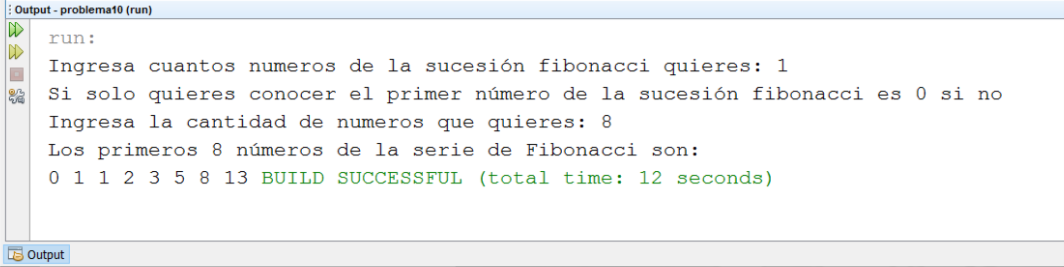 Output - problema10 (run)
run:
Ingresa cuantos numeros de la sucesión fibonacci quieres: 1
Si solo quieres conocer el primer número de la sucesión fibonacci es 0 si no
Ingresa la cantidad de numeros que quieres: 8
Los primeros 8 números de la serie de Fibonacci son:
0 1 1 2 3 5 8 13 BUILD SUCCESSFUL (total time: 12 seconds)
Output